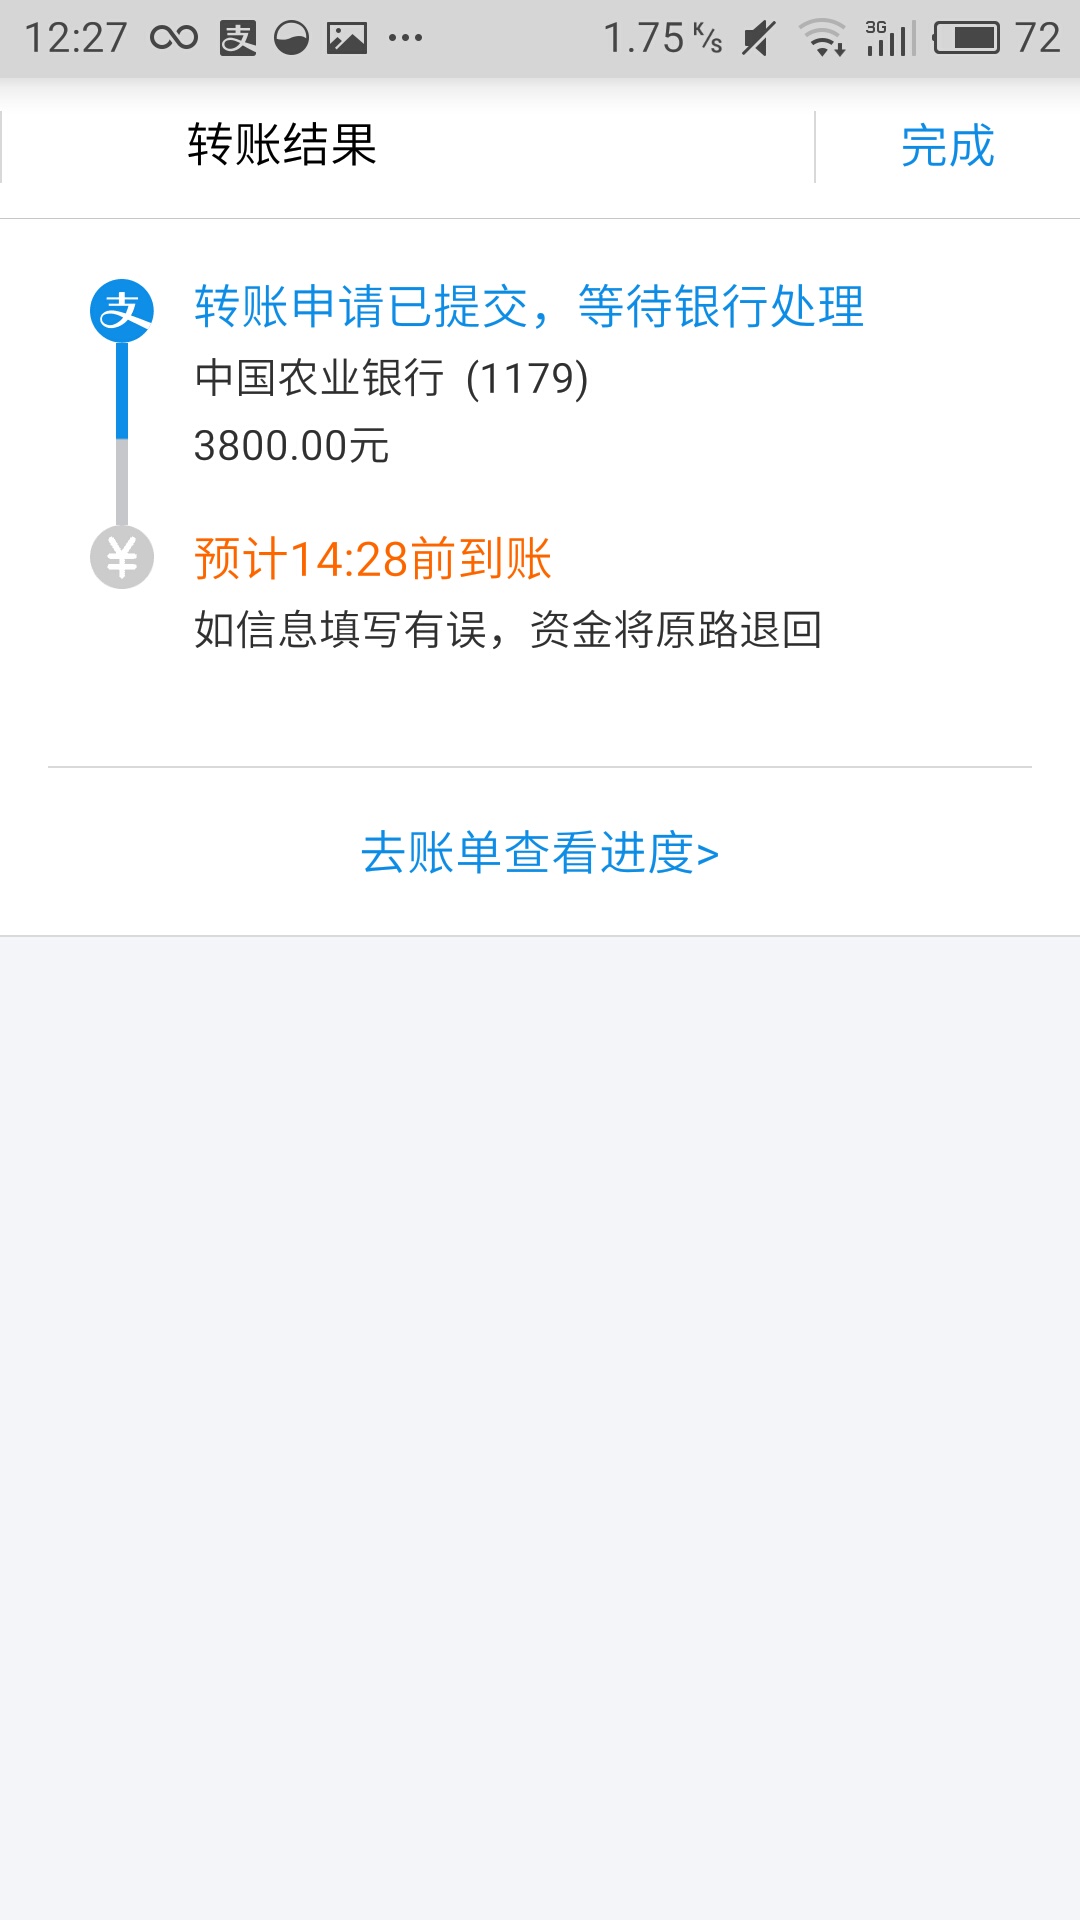 12:27 支 ... 1.75 K/s 3G 72
转账结果 完成
支 转账申请已提交，等待银行处理
中国农业银行 (1179)
3800.00元
¥ 预计14:28前到账
如信息填写有误，资金将原路退回
去账单查看进度>